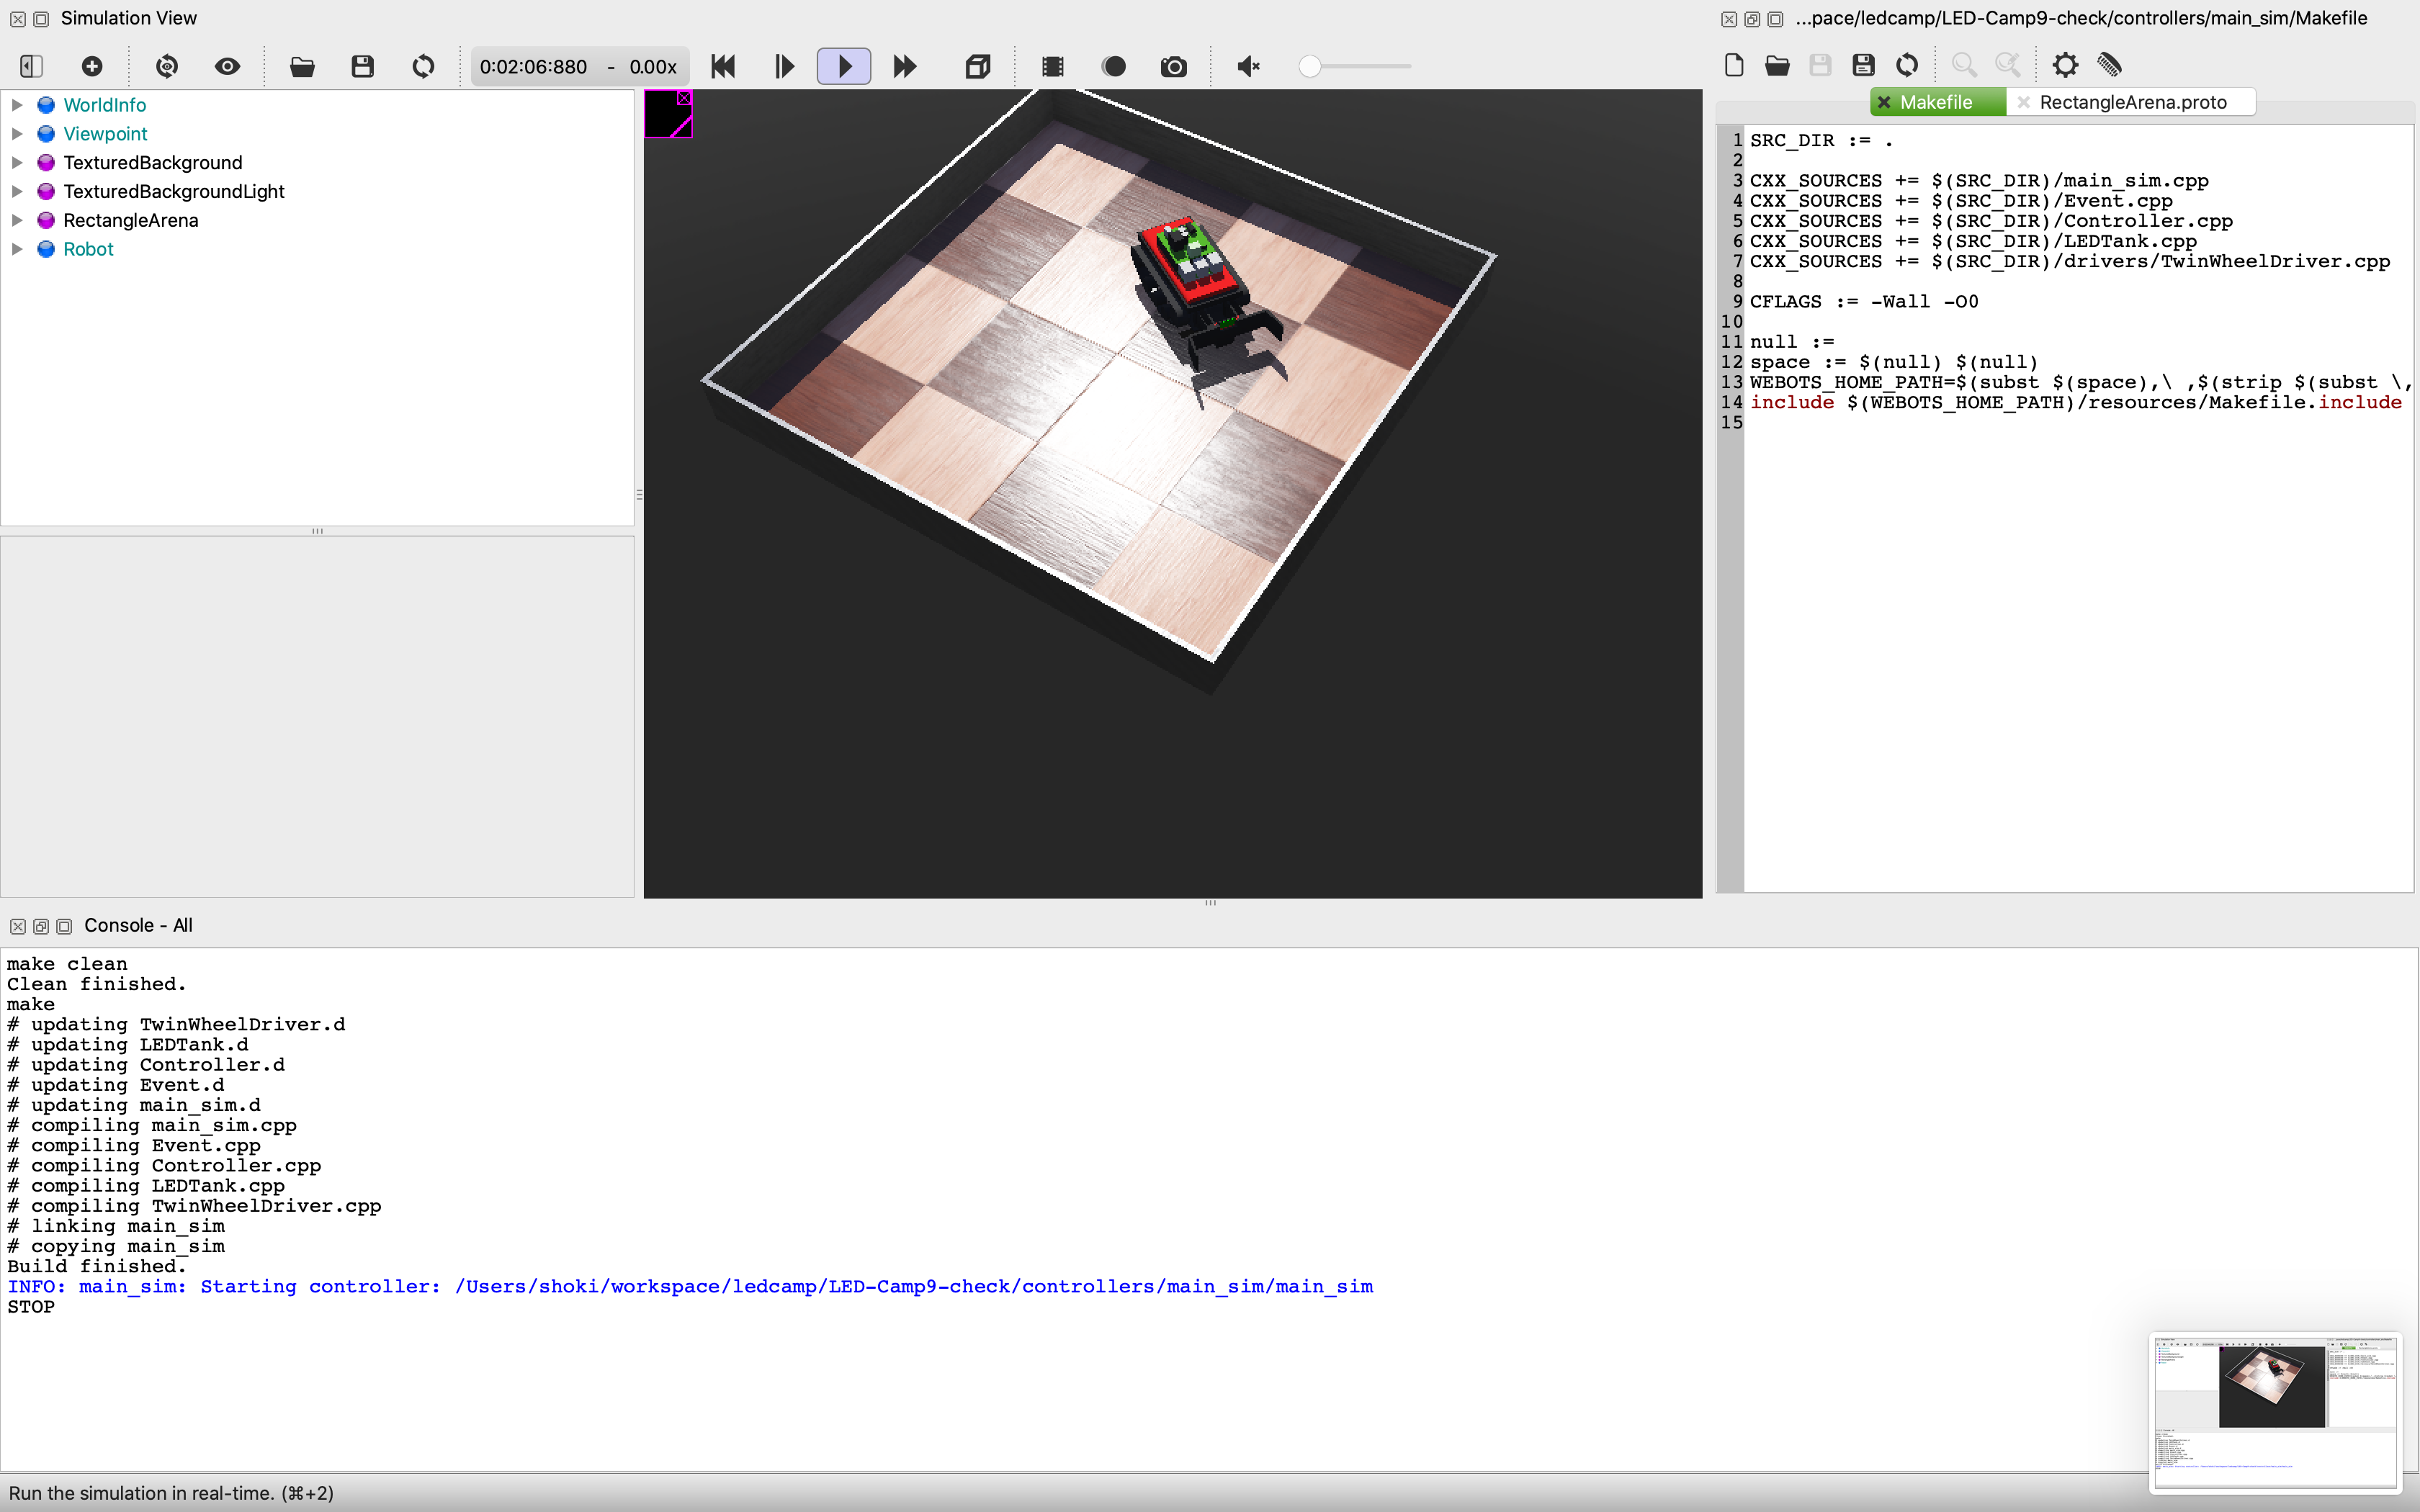 Simulation View
...pace/ledcamp/LED-Camp9-check/controllers/main_sim/Makefile
0:02:06:880 - 0.00x
WorldInfo
Viewpoint
TexturedBackground
TexturedBackgroundLight
RectangleArena
Robot
Makefile
RectangleArena.proto
1 SRC_DIR := .
2
3 CXX_SOURCES += $(SRC_DIR)/main_sim.cpp
4 CXX_SOURCES += $(SRC_DIR)/Event.cpp
5 CXX_SOURCES += $(SRC_DIR)/Controller.cpp
6 CXX_SOURCES += $(SRC_DIR)/LEDTank.cpp
7 CXX_SOURCES += $(SRC_DIR)/drivers/TwinWheelDriver.cpp
8
9 CFLAGS := -Wall -O0
10
11 null :=
12 space := $(null) $(null)
13 WEBOTS_HOME_PATH=$(subst $(space),\ ,$(strip $(subst \,
14 include $(WEBOTS_HOME_PATH)/resources/Makefile.include
15
Console - All
make clean
Clean finished.
make
# updating TwinWheelDriver.d
# updating LEDTank.d
# updating Controller.d
# updating Event.d
# updating main_sim.d
# compiling main_sim.cpp
# compiling Event.cpp
# compiling Controller.cpp
# compiling LEDTank.cpp
# compiling TwinWheelDriver.cpp
# linking main_sim
# copying main_sim
Build finished.
INFO: main_sim: Starting controller: /Users/shoki/workspace/ledcamp/LED-Camp9-check/controllers/main_sim/main_sim
STOP
Run the simulation in real-time. (⌘+2)